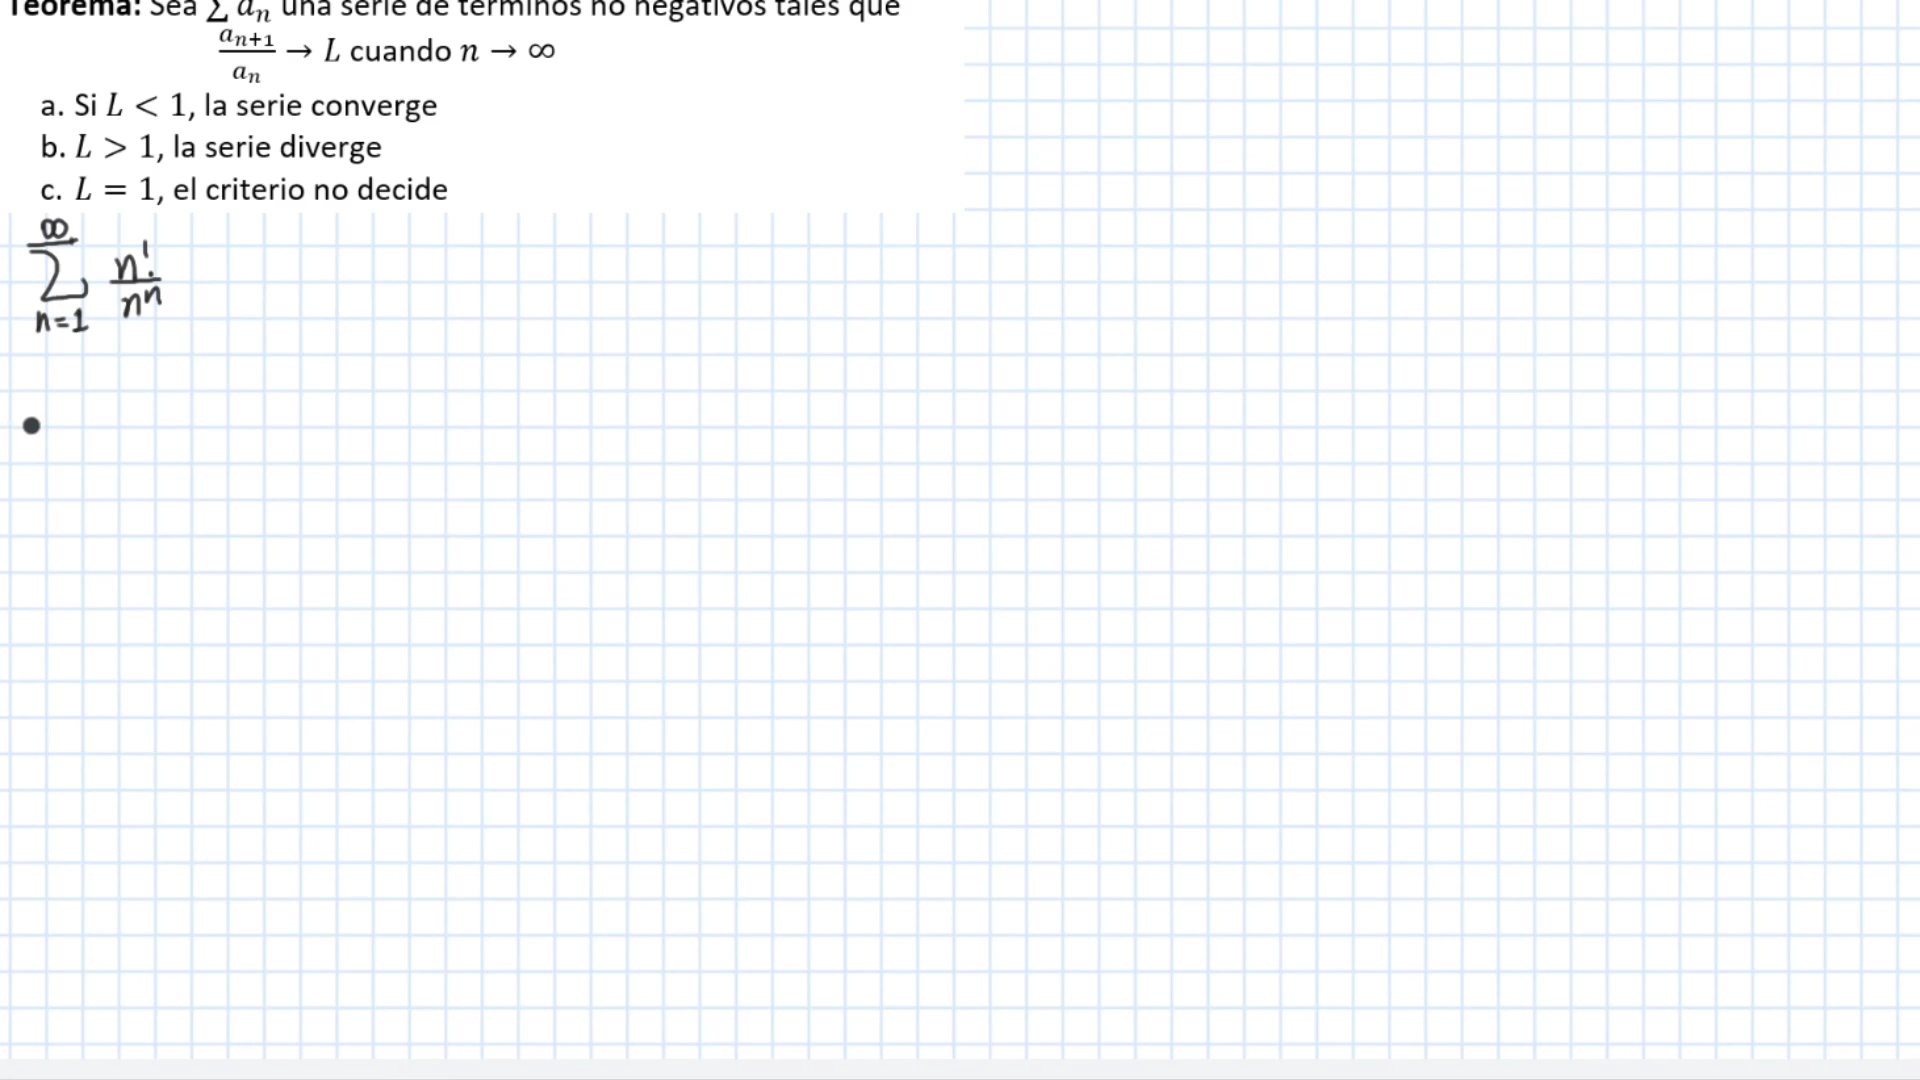 Teorema: Sea ∑ aₙ una serie de términos no negativos tales que
aₙ₊₁/aₙ → L cuando n → ∞
a. Si L < 1, la serie converge
b. L > 1, la serie diverge
c. L = 1, el criterio no decide
∞
∑ n!/nⁿ
n=1